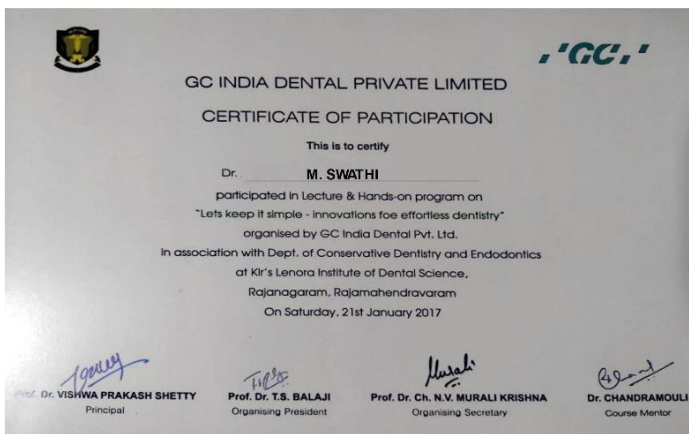 'GC,'
GC INDIA DENTAL PRIVATE LIMITED
CERTIFICATE OF PARTICIPATION
This is to certify
Dr. M. SWATHI
participated in Lecture & Hands-on program on
"Lets keep it simple - innovations foe effortless dentistry"
organised by GC India Dental Pvt. Ltd.
In association with Dept. of Conservative Dentistry and Endodontics
at Klr's Lenora Institute of Dental Science,
Rajanagaram, Rajamahendravaram
On Saturday, 21st January 2017
Murali
Prof. Dr. VISHWA PRAKASH SHETTY
Principal
Prof. Dr. T.S. BALAJI
Organising President
Prof. Dr. Ch. N.V. MURALI KRISHNA
Organising Secretary
Dr. CHANDRAMOULI
Course Mentor